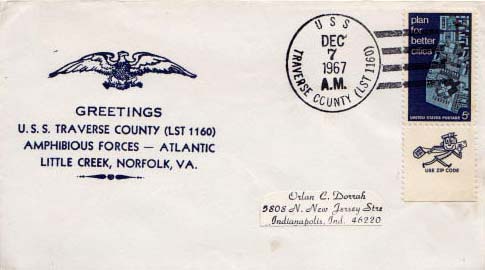 GREETINGS
U.S.S. TRAVERSE COUNTY (LST 1160)
AMPHIBIOUS FORCES — ATLANTIC
LITTLE CREEK, NORFOLK, VA.
USS
DEC
7
1967
A.M.
TRAVERSE COUNTY (LST 1160)
plan
for
better
cities
UNITED STATES POSTAGE 5¢
USE ZIP CODE
Orlan C. Dorrah
5808 N. New Jersey Stre
Indianapolis, Ind. 46220